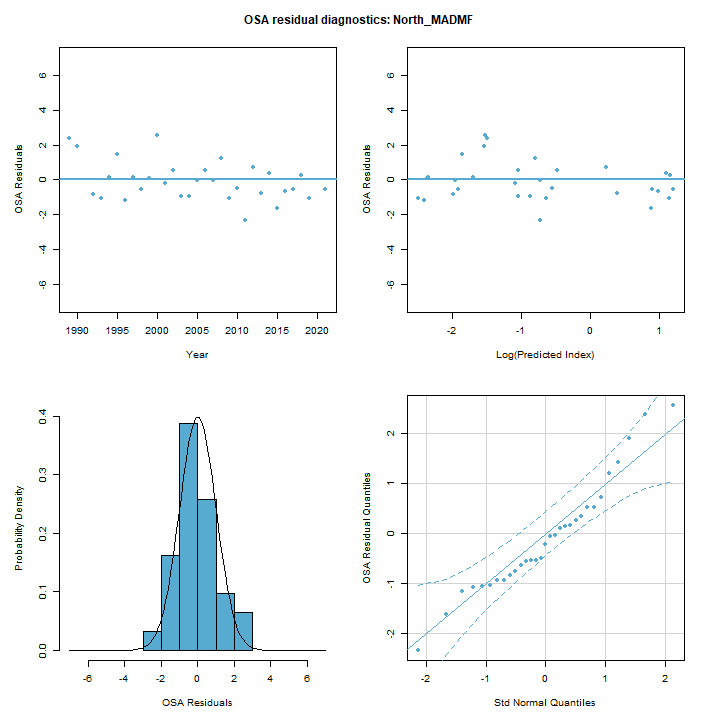 OSA residual diagnostics: North_MADMF
OSA Residuals
6
4
2
0
-2
-4
-6
1990 1995 2000 2005 2010 2015 2020
Year
OSA Residuals
6
4
2
0
-2
-4
-6
-2 -1 0 1
Log(Predicted Index)
Probability Density
0.4
0.3
0.2
0.1
0.0
-6 -4 -2 0 2 4 6
OSA Residuals
OSA Residual Quantiles
2
1
0
-1
-2
-2 -1 0 1 2
Std Normal Quantiles